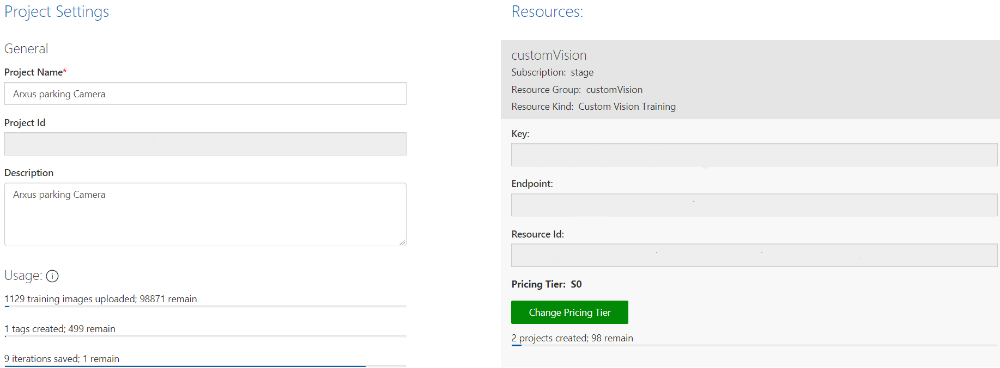 Project Settings
General
Project Name*
Arxus parking Camera
Project Id
Description
Arxus parking Camera
Usage: i
1129 training images uploaded; 98871 remain
1 tags created; 499 remain
9 iterations saved; 1 remain
Resources:
customVision
Subscription: stage
Resource Group: customVision
Resource Kind: Custom Vision Training
Key:
Endpoint:
Resource Id:
Pricing Tier: S0
Change Pricing Tier
2 projects created; 98 remain